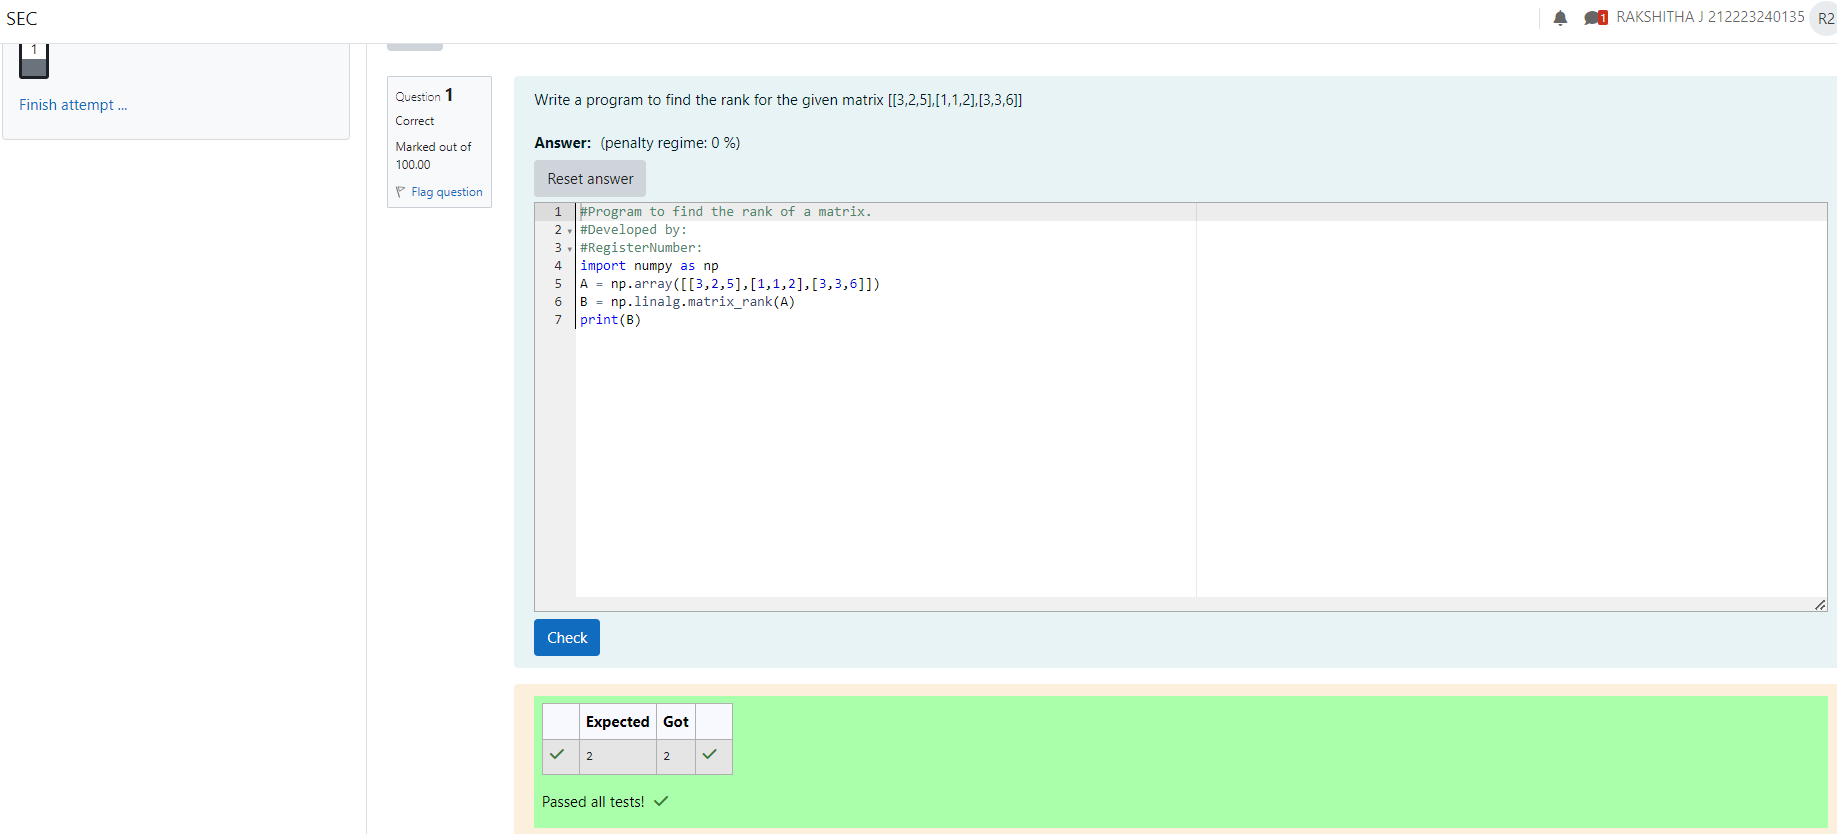 SEC
1
RAKSHITHA J 212223240135
R2
1
Finish attempt ...
Question 1
Correct
Marked out of
100.00
Flag question
Write a program to find the rank for the given matrix [[3,2,5],[1,1,2],[3,3,6]]
Answer: (penalty regime: 0 %)
Reset answer
1 #Program to find the rank of a matrix.
2 #Developed by:
3 #RegisterNumber:
4 import numpy as np
5 A = np.array([[3,2,5],[1,1,2],[3,3,6]])
6 B = np.linalg.matrix_rank(A)
7 print(B)
Check
Expected Got
2 2
Passed all tests!